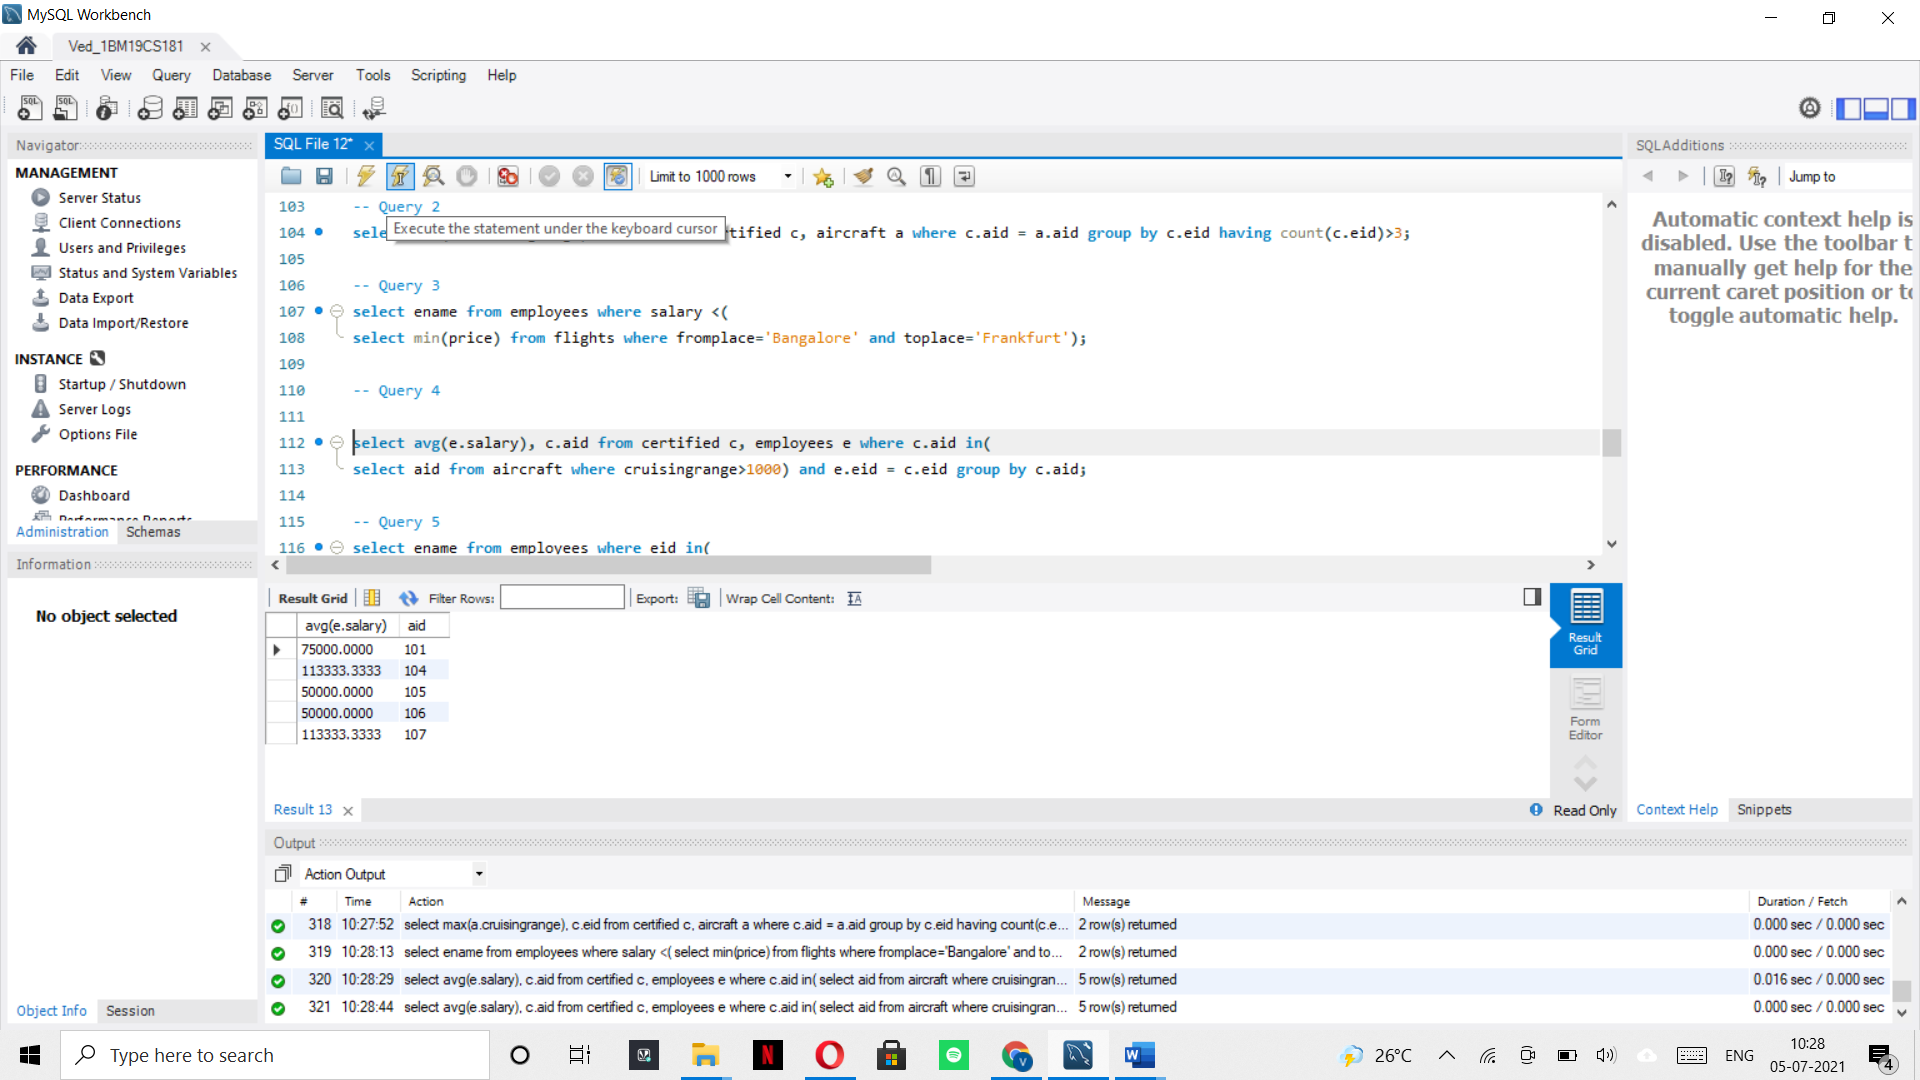 MySQL Workbench
Ved_1BM19CS181
File Edit View Query Database Server Tools Scripting Help
Navigator
MANAGEMENT
Server Status
Client Connections
Users and Privileges
Status and System Variables
Data Export
Data Import/Restore
INSTANCE
Startup / Shutdown
Server Logs
Options File
PERFORMANCE
Dashboard
Performance Reports
Administration Schemas
Information
No object selected
Object Info Session
SQL File 12*
Limit to 1000 rows
103 -- Query 2
Execute the statement under the keyboard cursor
104 sele tified c, aircraft a where c.aid = a.aid group by c.eid having count(c.eid)>3;
105
106 -- Query 3
107 select ename from employees where salary <(
108 select min(price) from flights where fromplace='Bangalore' and toplace='Frankfurt');
109
110 -- Query 4
111
112 select avg(e.salary), c.aid from certified c, employees e where c.aid in(
113 select aid from aircraft where cruisingrange>1000) and e.eid = c.eid group by c.aid;
114
115 -- Query 5
116 select ename from employees where eid in(
Result Grid Filter Rows: Export: Wrap Cell Content:
avg(e.salary) aid
75000.0000 101
113333.3333 104
50000.0000 105
50000.0000 106
113333.3333 107
Result Grid
Form Editor
Result 13
Read Only
SQLAdditions
Jump to
Automatic context help is
disabled. Use the toolbar t
manually get help for the
current caret position or to
toggle automatic help.
Context Help Snippets
Output
Action Output
# Time Action Message Duration / Fetch
318 10:27:52 select max(a.cruisingrange), c.eid from certified c, aircraft a where c.aid = a.aid group by c.eid having count(c.e... 2 row(s) returned 0.000 sec / 0.000 sec
319 10:28:13 select ename from employees where salary <( select min(price) from flights where fromplace='Bangalore' and to... 2 row(s) returned 0.000 sec / 0.000 sec
320 10:28:29 select avg(e.salary), c.aid from certified c, employees e where c.aid in( select aid from aircraft where cruisingran... 5 row(s) returned 0.016 sec / 0.000 sec
321 10:28:44 select avg(e.salary), c.aid from certified c, employees e where c.aid in( select aid from aircraft where cruisingran... 5 row(s) returned 0.000 sec / 0.000 sec
Type here to search
26°C
ENG
10:28
05-07-2021
4